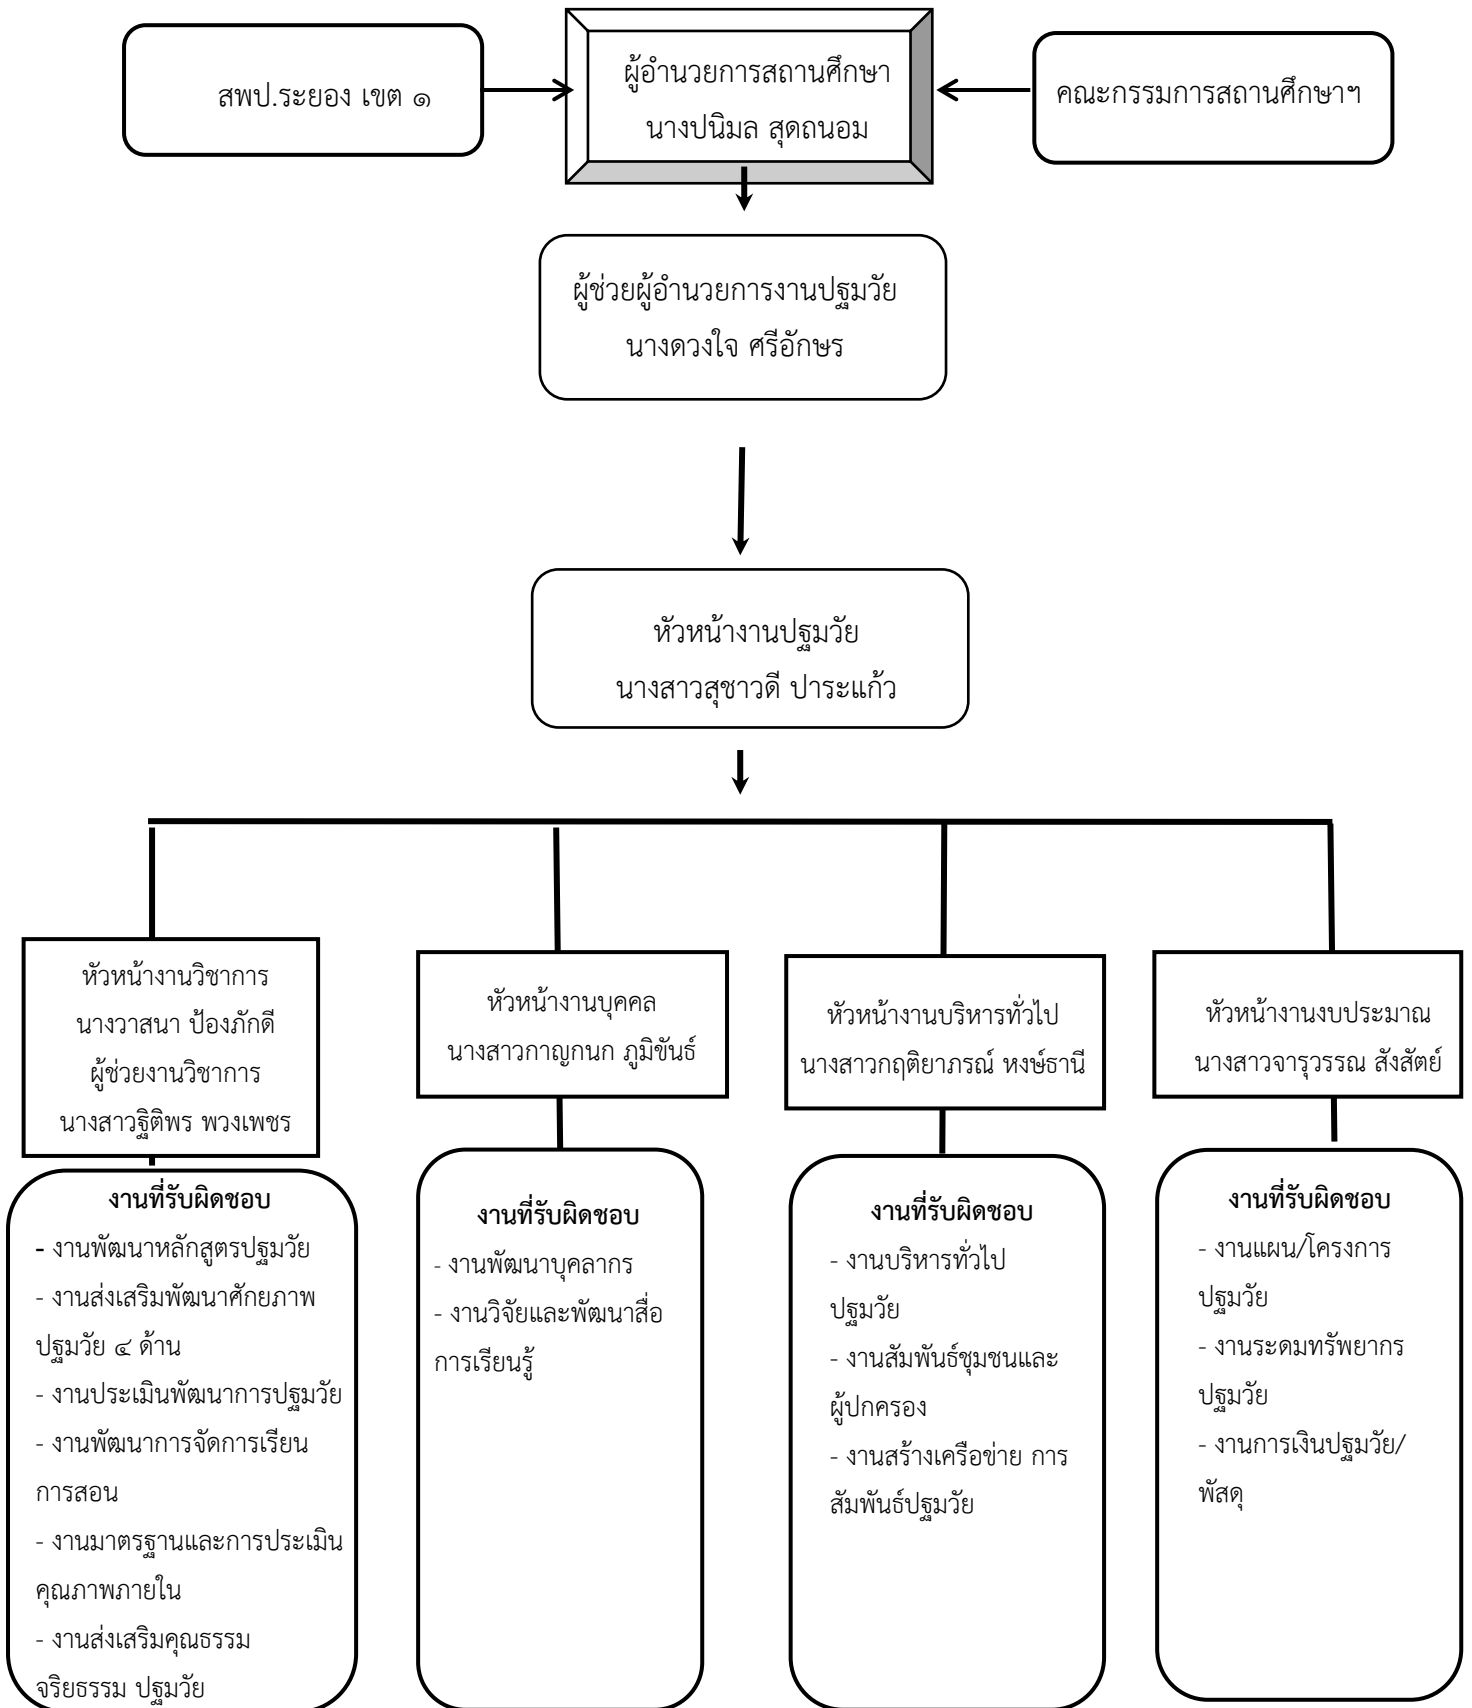 สพป.ระยอง เขต ๑
ผู้อำนวยการสถานศึกษา
นางปนิมล สุดถนอม
คณะกรรมการสถานศึกษาฯ
ผู้ช่วยผู้อำนวยการงานปฐมวัย
นางดวงใจ ศรีอักษร
หัวหน้างานปฐมวัย
นางสาวสุชาวดี ปาระแก้ว
หัวหน้างานวิชาการ
นางวาสนา ป้องภักดี
ผู้ช่วยงานวิชาการ
นางสาวฐิติพร พวงเพชร
หัวหน้างานบุคคล
นางสาวกาญกนก ภูมิขันธ์
หัวหน้างานบริหารทั่วไป
นางสาวกฤติยาภรณ์ หงษ์ธานี
หัวหน้างานงบประมาณ
นางสาวจารุวรรณ สังสัตย์
งานที่รับผิดชอบ
- งานพัฒนาหลักสูตรปฐมวัย
- งานส่งเสริมพัฒนาศักยภาพ
ปฐมวัย ๔ ด้าน
- งานประเมินพัฒนาการปฐมวัย
- งานพัฒนาการจัดการเรียน
การสอน
- งานมาตรฐานและการประเมิน
คุณภาพภายใน
- งานส่งเสริมคุณธรรม
จริยธรรม ปฐมวัย
งานที่รับผิดชอบ
- งานพัฒนาบุคลากร
- งานวิจัยและพัฒนาสื่อ
การเรียนรู้
งานที่รับผิดชอบ
- งานบริหารทั่วไป
ปฐมวัย
- งานสัมพันธ์ชุมชนและ
ผู้ปกครอง
- งานสร้างเครือข่าย การ
สัมพันธ์ปฐมวัย
งานที่รับผิดชอบ
- งานแผน/โครงการ
ปฐมวัย
- งานระดมทรัพยากร
ปฐมวัย
- งานการเงินปฐมวัย/
พัสดุ